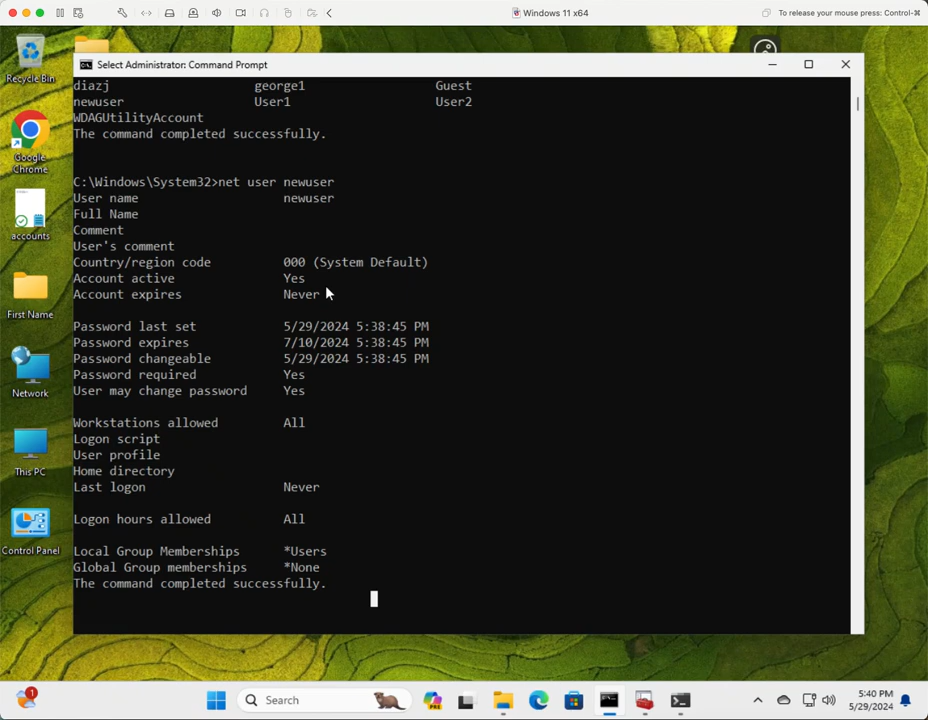 Windows 11 x64
To release your mouse press: Control-⌘
Recycle Bin
Google Chrome
accounts
First Name
Network
This PC
Control Panel
Select Administrator: Command Prompt
diazj george1 Guest
newuser User1 User2
WDAGUtilityAccount
The command completed successfully.
C:\Windows\System32>net user newuser
User name newuser
Full Name
Comment
User's comment
Country/region code 000 (System Default)
Account active Yes
Account expires Never
Password last set 5/29/2024 5:38:45 PM
Password expires 7/10/2024 5:38:45 PM
Password changeable 5/29/2024 5:38:45 PM
Password required Yes
User may change password Yes
Workstations allowed All
Logon script
User profile
Home directory
Last logon Never
Logon hours allowed All
Local Group Memberships *Users
Global Group memberships *None
The command completed successfully.
1
Search
PRE
5:40 PM
5/29/2024